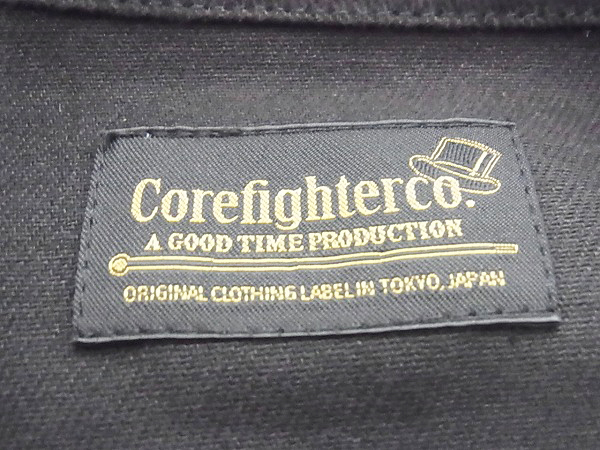 Corefighterco.
A GOOD TIME PRODUCTION
ORIGINAL CLOTHING LABEL IN TOKYO, JAPAN